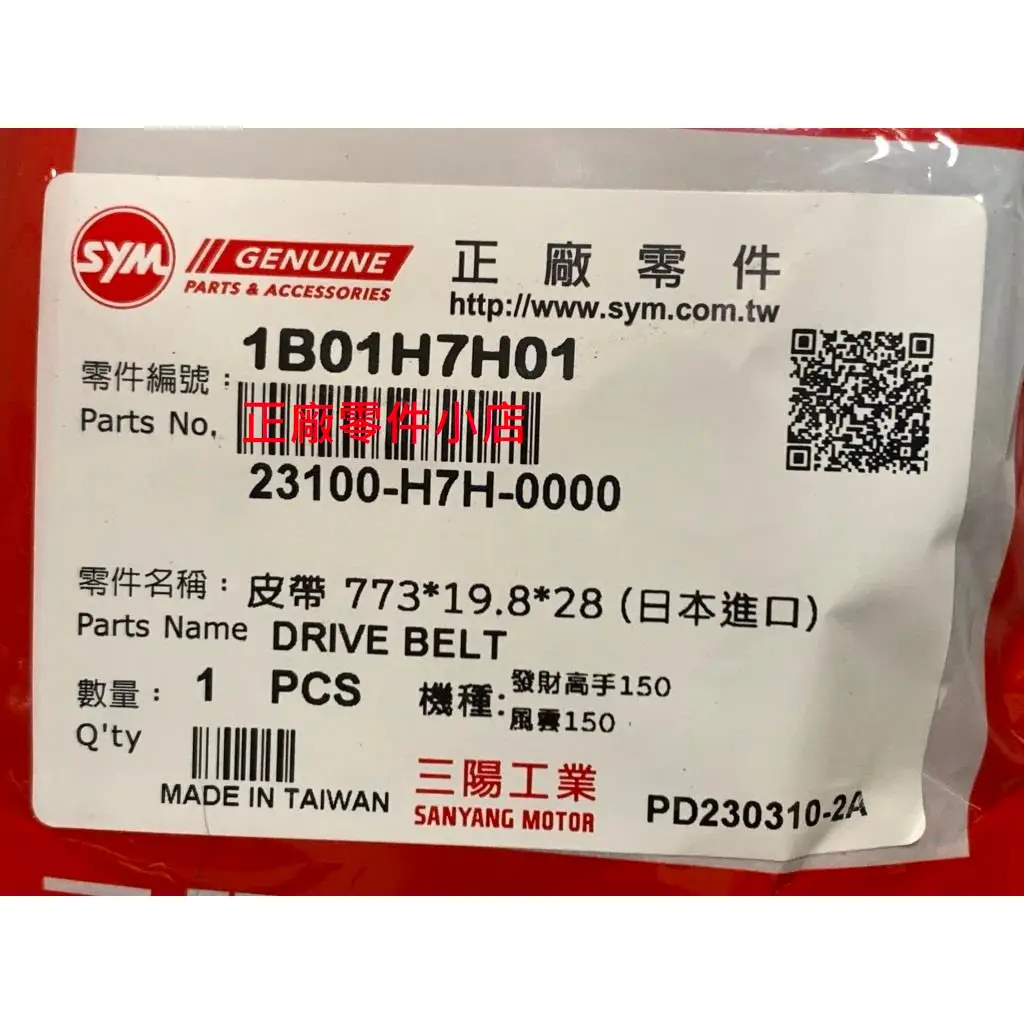 SYM GENUINE
PARTS & ACCESSORIES
正廠零件
http://www.sym.com.tw
零件編號: 1B01H7H01
Parts No.
正廠零件小店
23100-H7H-0000
零件名稱: 皮帶 773*19.8*28 (日本進口)
Parts Name DRIVE BELT
數量: 1 PCS
Q'ty
機種: 發財高手150
風雲150
MADE IN TAIWAN
三陽工業
SANYANG MOTOR
PD230310-2A